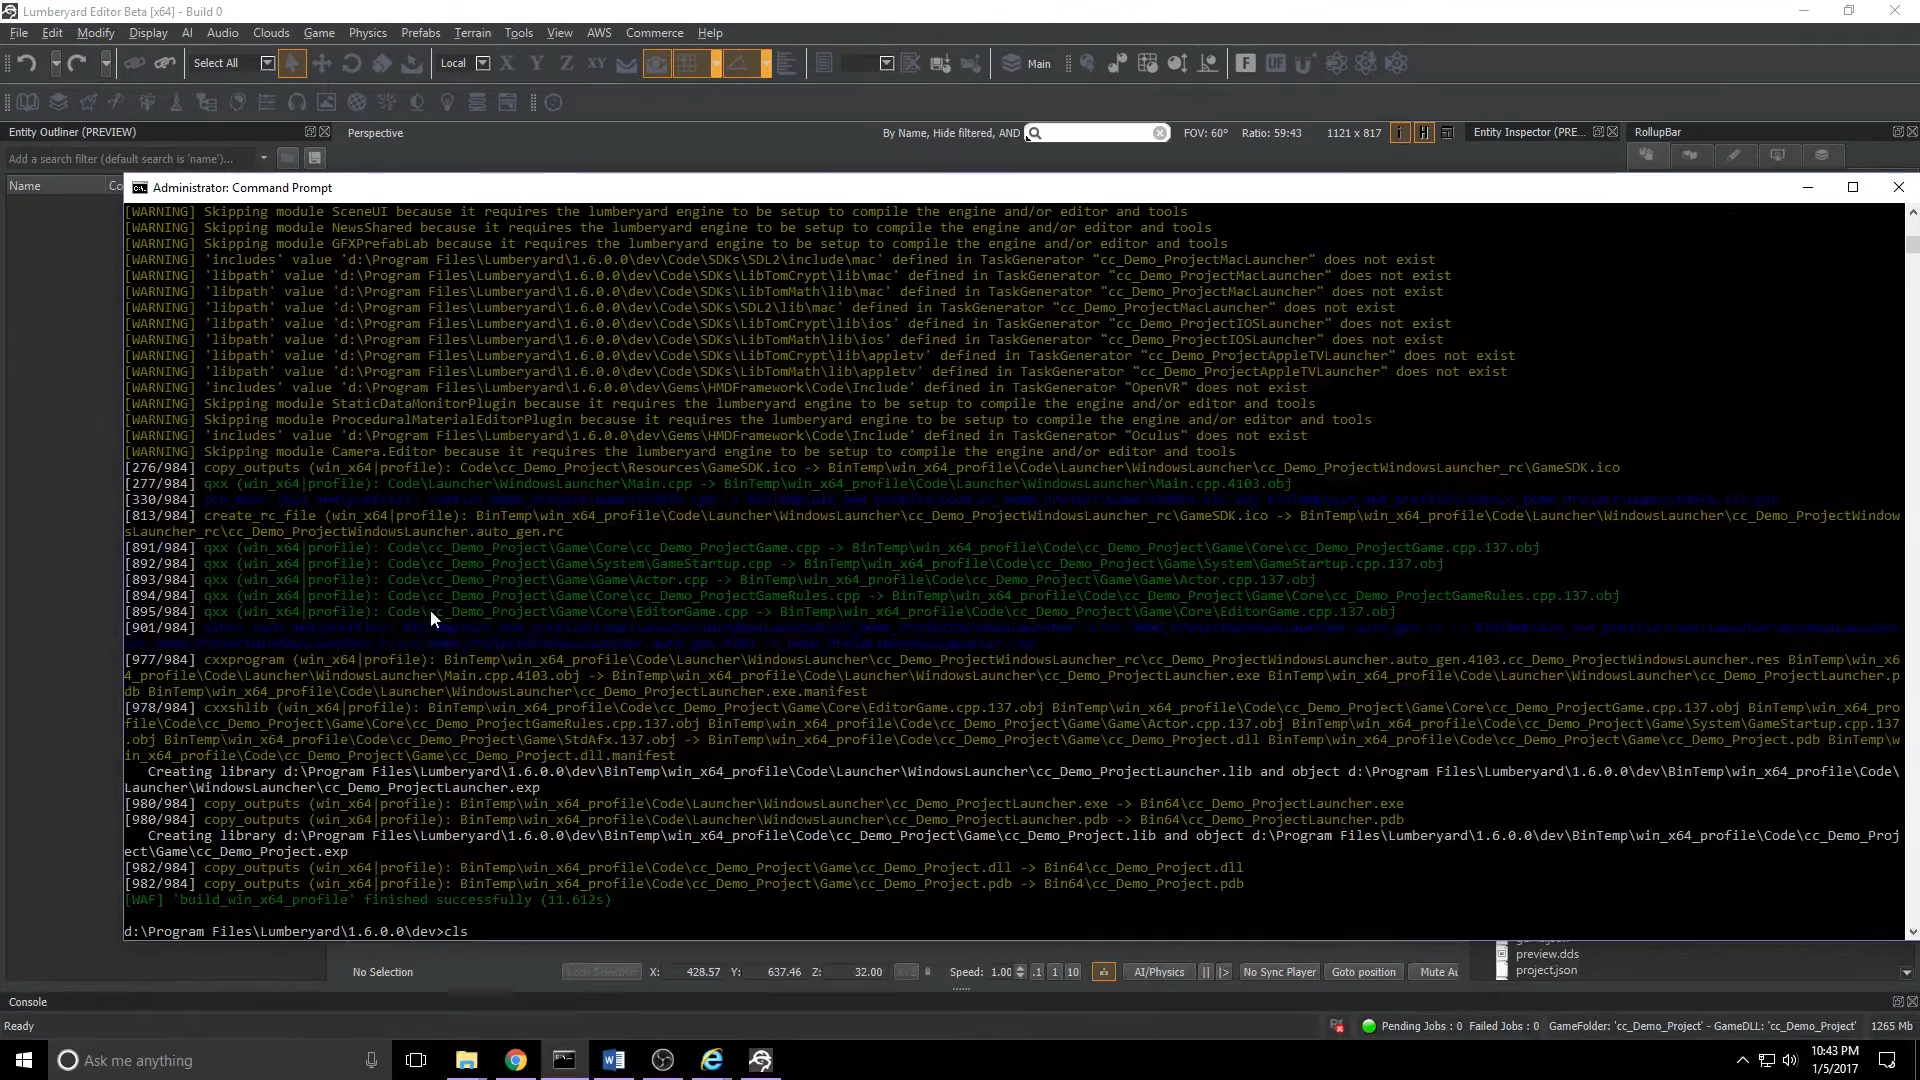 Lumberyard Editor Beta [x64] - Build 0
File Edit Modify Display AI Audio Clouds Game Physics Prefabs Terrain Tools View AWS Commerce Help
Select All Local X Y Z XY Main F UF
Entity Outliner (PREVIEW) Perspective By Name, Hide filtered, AND FOV: 60° Ratio: 59:43 1121 x 817 Entity Inspector (PRE... RollupBar
Add a search filter (default search is 'name')...
Name Co
Administrator: Command Prompt
[WARNING] Skipping module SceneUI because it requires the lumberyard engine to be setup to compile the engine and/or editor and tools
[WARNING] Skipping module NewsShared because it requires the lumberyard engine to be setup to compile the engine and/or editor and tools
[WARNING] Skipping module GFXPrefabLab because it requires the lumberyard engine to be setup to compile the engine and/or editor and tools
[WARNING] 'includes' value 'd:\Program Files\Lumberyard\1.6.0.0\dev\Code\SDKs\SDL2\include\mac' defined in TaskGenerator "cc_Demo_ProjectMacLauncher" does not exist
[WARNING] 'libpath' value 'd:\Program Files\Lumberyard\1.6.0.0\dev\Code\SDKs\LibTomCrypt\lib\mac' defined in TaskGenerator "cc_Demo_ProjectMacLauncher" does not exist
[WARNING] 'libpath' value 'd:\Program Files\Lumberyard\1.6.0.0\dev\Code\SDKs\LibTomMath\lib\mac' defined in TaskGenerator "cc_Demo_ProjectMacLauncher" does not exist
[WARNING] 'libpath' value 'd:\Program Files\Lumberyard\1.6.0.0\dev\Code\SDKs\SDL2\lib\mac' defined in TaskGenerator "cc_Demo_ProjectMacLauncher" does not exist
[WARNING] 'libpath' value 'd:\Program Files\Lumberyard\1.6.0.0\dev\Code\SDKs\LibTomCrypt\lib\ios' defined in TaskGenerator "cc_Demo_ProjectIOSLauncher" does not exist
[WARNING] 'libpath' value 'd:\Program Files\Lumberyard\1.6.0.0\dev\Code\SDKs\LibTomMath\lib\ios' defined in TaskGenerator "cc_Demo_ProjectIOSLauncher" does not exist
[WARNING] 'libpath' value 'd:\Program Files\Lumberyard\1.6.0.0\dev\Code\SDKs\LibTomCrypt\lib\appletv' defined in TaskGenerator "cc_Demo_ProjectAppleTVLauncher" does not exist
[WARNING] 'libpath' value 'd:\Program Files\Lumberyard\1.6.0.0\dev\Code\SDKs\LibTomMath\lib\appletv' defined in TaskGenerator "cc_Demo_ProjectAppleTVLauncher" does not exist
[WARNING] 'includes' value 'd:\Program Files\Lumberyard\1.6.0.0\dev\Gems\HMDFramework\Code\Include' defined in TaskGenerator "OpenVR" does not exist
[WARNING] Skipping module StaticDataMonitorPlugin because it requires the lumberyard engine to be setup to compile the engine and/or editor and tools
[WARNING] Skipping module ProceduralMaterialEditorPlugin because it requires the lumberyard engine to be setup to compile the engine and/or editor and tools
[WARNING] 'includes' value 'd:\Program Files\Lumberyard\1.6.0.0\dev\Gems\HMDFramework\Code\Include' defined in TaskGenerator "Oculus" does not exist
[WARNING] Skipping module Camera.Editor because it requires the lumberyard engine to be setup to compile the engine and/or editor and tools
[276/984] copy_outputs (win_x64|profile): Code\cc_Demo_Project\Resources\GameSDK.ico -> BinTemp\win_x64_profile\Code\Launcher\WindowsLauncher\cc_Demo_ProjectWindowsLauncher_rc\GameSDK.ico
[277/984] qxx (win_x64|profile): Code\Launcher\WindowsLauncher\Main.cpp -> BinTemp\win_x64_profile\Code\Launcher\WindowsLauncher\Main.cpp.4103.obj
[330/984]
[813/984] create_rc_file (win_x64|profile): BinTemp\win_x64_profile\Code\Launcher\WindowsLauncher\cc_Demo_ProjectWindowsLauncher_rc\GameSDK.ico -> BinTemp\win_x64_profile\Code\Launcher\WindowsLauncher\cc_Demo_ProjectWindow
sLauncher_rc\cc_Demo_ProjectWindowsLauncher.auto_gen.rc
[891/984] qxx (win_x64|profile): Code\cc_Demo_Project\Game\Core\cc_Demo_ProjectGame.cpp -> BinTemp\win_x64_profile\Code\cc_Demo_Project\Game\Core\cc_Demo_ProjectGame.cpp.137.obj
[892/984] qxx (win_x64|profile): Code\cc_Demo_Project\Game\System\GameStartup.cpp -> BinTemp\win_x64_profile\Code\cc_Demo_Project\Game\System\GameStartup.cpp.137.obj
[893/984] qxx (win_x64|profile): Code\cc_Demo_Project\Game\Game\Actor.cpp -> BinTemp\win_x64_profile\Code\cc_Demo_Project\Game\Game\Actor.cpp.137.obj
[894/984] qxx (win_x64|profile): Code\cc_Demo_Project\Game\Core\cc_Demo_ProjectGameRules.cpp -> BinTemp\win_x64_profile\Code\cc_Demo_Project\Game\Core\cc_Demo_ProjectGameRules.cpp.137.obj
[895/984] qxx (win_x64|profile): Code\cc_Demo_Project\Game\Core\EditorGame.cpp -> BinTemp\win_x64_profile\Code\cc_Demo_Project\Game\Core\EditorGame.cpp.137.obj
[901/984]
[977/984] cxxprogram (win_x64|profile): BinTemp\win_x64_profile\Code\Launcher\WindowsLauncher\cc_Demo_ProjectWindowsLauncher_rc\cc_Demo_ProjectWindowsLauncher.auto_gen.4103.cc_Demo_ProjectWindowsLauncher.res BinTemp\win_x6
4_profile\Code\Launcher\WindowsLauncher\Main.cpp.4103.obj -> BinTemp\win_x64_profile\Code\Launcher\WindowsLauncher\cc_Demo_ProjectLauncher.exe BinTemp\win_x64_profile\Code\Launcher\WindowsLauncher\cc_Demo_ProjectLauncher.p
db BinTemp\win_x64_profile\Code\Launcher\WindowsLauncher\cc_Demo_ProjectLauncher.exe.manifest
[978/984] cxxshlib (win_x64|profile): BinTemp\win_x64_profile\Code\cc_Demo_Project\Game\Core\EditorGame.cpp.137.obj BinTemp\win_x64_profile\Code\cc_Demo_Project\Game\Core\cc_Demo_ProjectGame.cpp.137.obj BinTemp\win_x64_pro
file\Code\cc_Demo_Project\Game\Core\cc_Demo_ProjectGameRules.cpp.137.obj BinTemp\win_x64_profile\Code\cc_Demo_Project\Game\Game\Actor.cpp.137.obj BinTemp\win_x64_profile\Code\cc_Demo_Project\Game\System\GameStartup.cpp.137
.obj BinTemp\win_x64_profile\Code\cc_Demo_Project\Game\StdAfx.137.obj -> BinTemp\win_x64_profile\Code\cc_Demo_Project\Game\cc_Demo_Project.dll BinTemp\win_x64_profile\Code\cc_Demo_Project\Game\cc_Demo_Project.pdb BinTemp\w
in_x64_profile\Code\cc_Demo_Project\Game\cc_Demo_Project.dll.manifest
Creating library d:\Program Files\Lumberyard\1.6.0.0\dev\BinTemp\win_x64_profile\Code\Launcher\WindowsLauncher\cc_Demo_ProjectLauncher.lib and object d:\Program Files\Lumberyard\1.6.0.0\dev\BinTemp\win_x64_profile\Code\
Launcher\WindowsLauncher\cc_Demo_ProjectLauncher.exp
[980/984] copy_outputs (win_x64|profile): BinTemp\win_x64_profile\Code\Launcher\WindowsLauncher\cc_Demo_ProjectLauncher.exe -> Bin64\cc_Demo_ProjectLauncher.exe
[980/984] copy_outputs (win_x64|profile): BinTemp\win_x64_profile\Code\Launcher\WindowsLauncher\cc_Demo_ProjectLauncher.pdb -> Bin64\cc_Demo_ProjectLauncher.pdb
Creating library d:\Program Files\Lumberyard\1.6.0.0\dev\BinTemp\win_x64_profile\Code\cc_Demo_Project\Game\cc_Demo_Project.lib and object d:\Program Files\Lumberyard\1.6.0.0\dev\BinTemp\win_x64_profile\Code\cc_Demo_Proj
ect\Game\cc_Demo_Project.exp
[982/984] copy_outputs (win_x64|profile): BinTemp\win_x64_profile\Code\cc_Demo_Project\Game\cc_Demo_Project.dll -> Bin64\cc_Demo_Project.dll
[982/984] copy_outputs (win_x64|profile): BinTemp\win_x64_profile\Code\cc_Demo_Project\Game\cc_Demo_Project.pdb -> Bin64\cc_Demo_Project.pdb
[WAF] 'build_win_x64_profile' finished successfully (11.612s)
d:\Program Files\Lumberyard\1.6.0.0\dev>cls
preview.dds
No Selection Lock Selection X: 428.57 Y: 637.46 Z: 32.00 XYZ Speed: 1.00 .1 1 10 AI/Physics No Sync Player Goto position Mute Au project.json
Console
Ready Pending Jobs : 0 Failed Jobs : 0 GameFolder: 'cc_Demo_Project' - GameDLL: 'cc_Demo_Project' 1265 Mb
Ask me anything 10:43 PM
1/5/2017